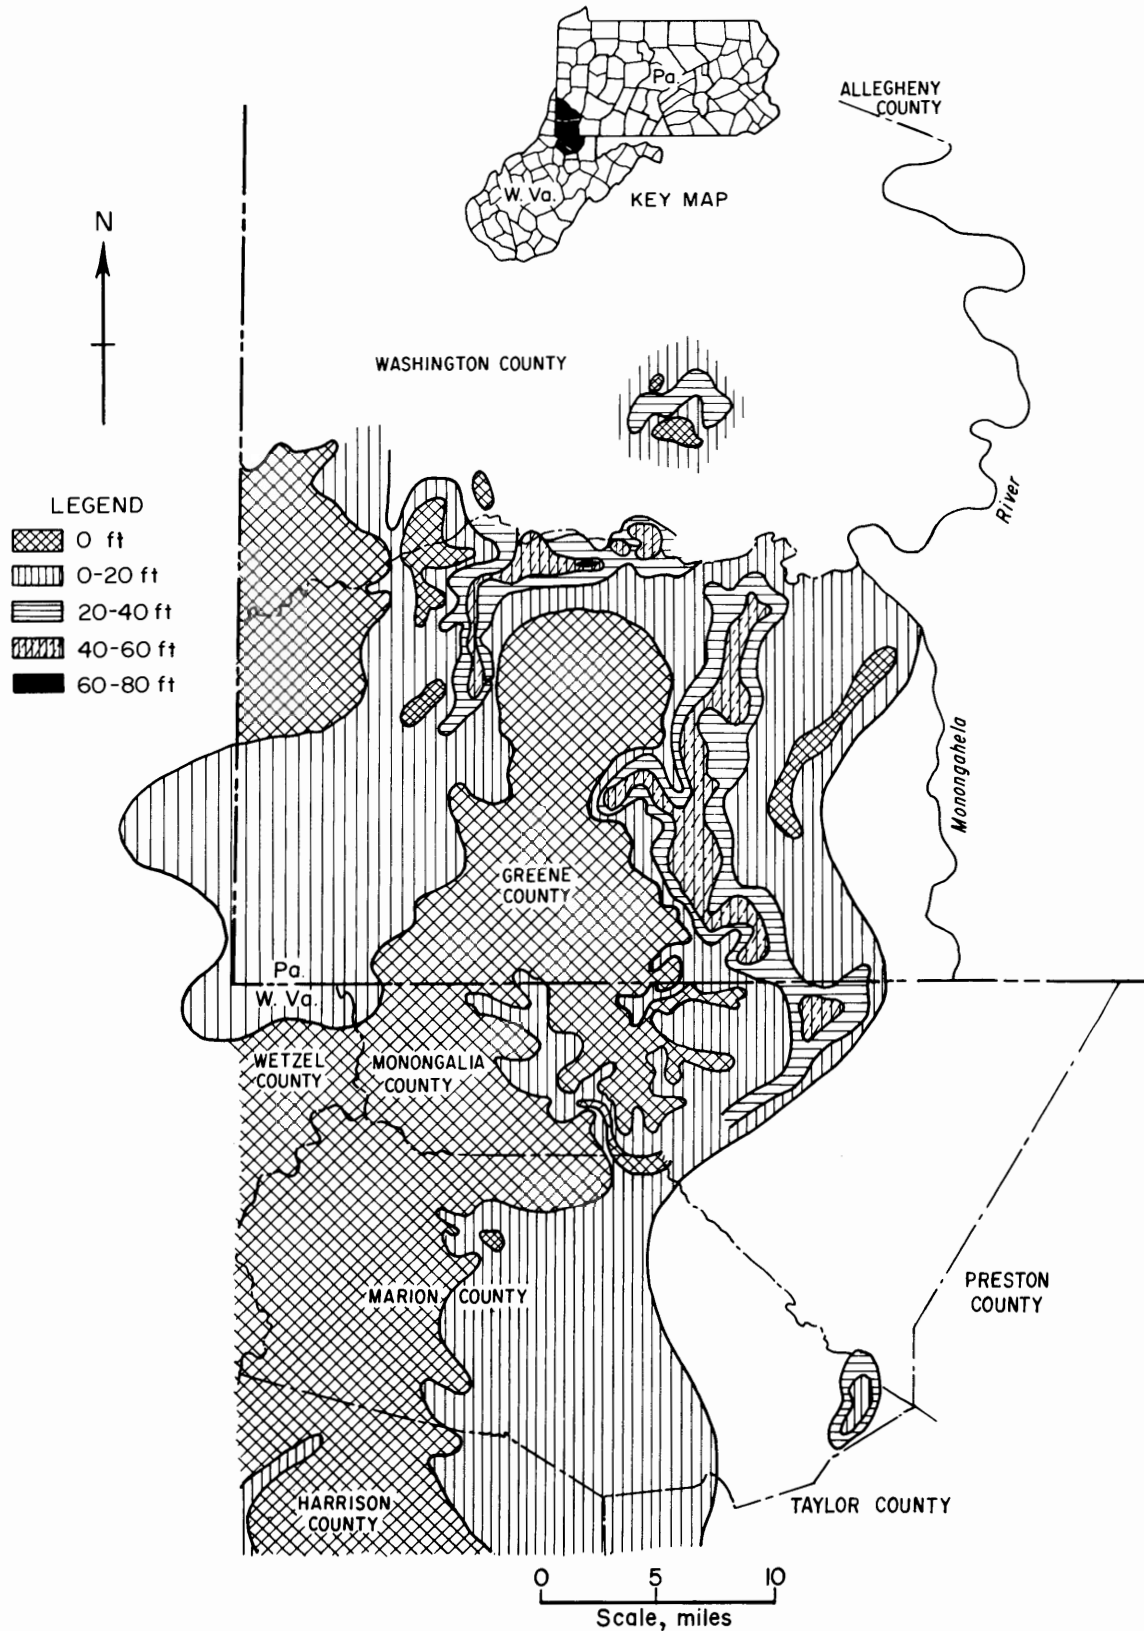 Pa.
W. Va.
KEY MAP
ALLEGHENY
COUNTY
N
WASHINGTON COUNTY
River
LEGEND
0 ft
0-20 ft
20-40 ft
40-60 ft
60-80 ft
Monongahela
GREENE
COUNTY
Pa.
W. Va.
WETZEL
COUNTY
MONONGALIA
COUNTY
PRESTON
COUNTY
MARION COUNTY
HARRISON
COUNTY
TAYLOR COUNTY
0 5 10
Scale, miles